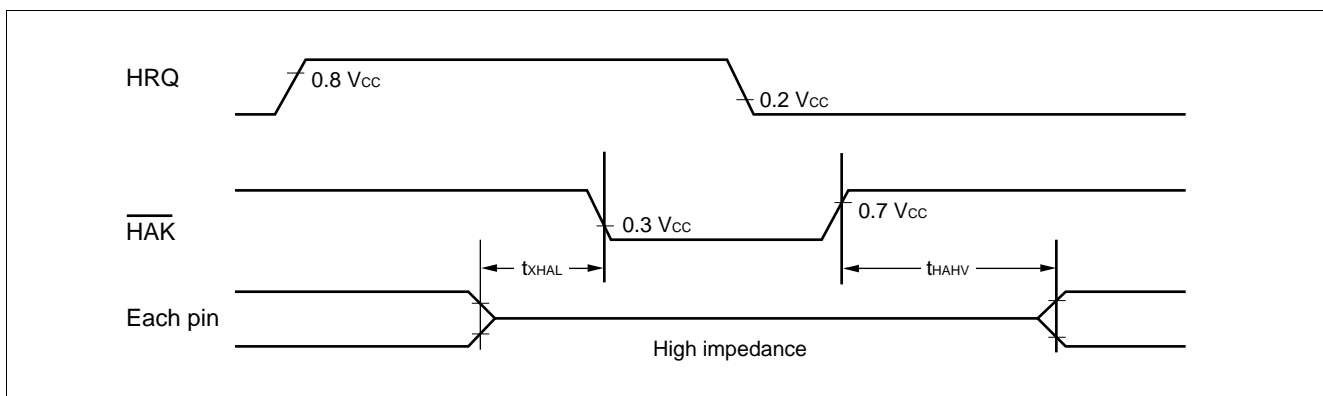 HRQ
0.8 Vcc
0.2 Vcc
HAK
0.3 Vcc
0.7 Vcc
tXHAL
tHAHV
Each pin
High impedance